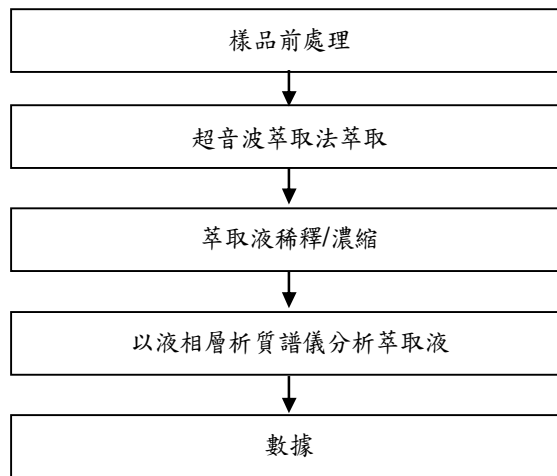 樣品前處理
超音波萃取法萃取
萃取液稀釋/濃縮
以液相層析質譜儀分析萃取液
數據